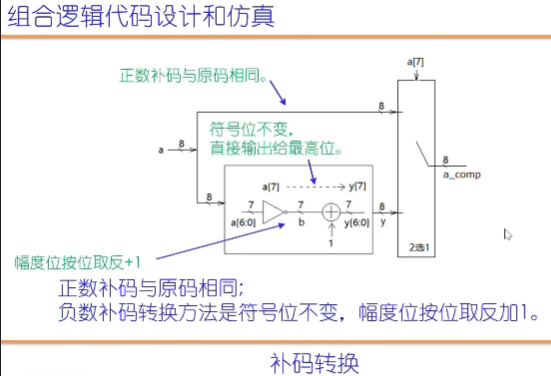 组合逻辑代码设计和仿真
a[7]
正数补码与原码相同。
8
符号位不变，
直接输出给最高位。
a 8
8
a_comp
a[7] y[7]
8
7 7 7 8
a[6:0] b y[6:0] y
1
2选1
幅度位按位取反+1
正数补码与原码相同;
负数补码转换方法是符号位不变，幅度位按位取反加1。
补码转换